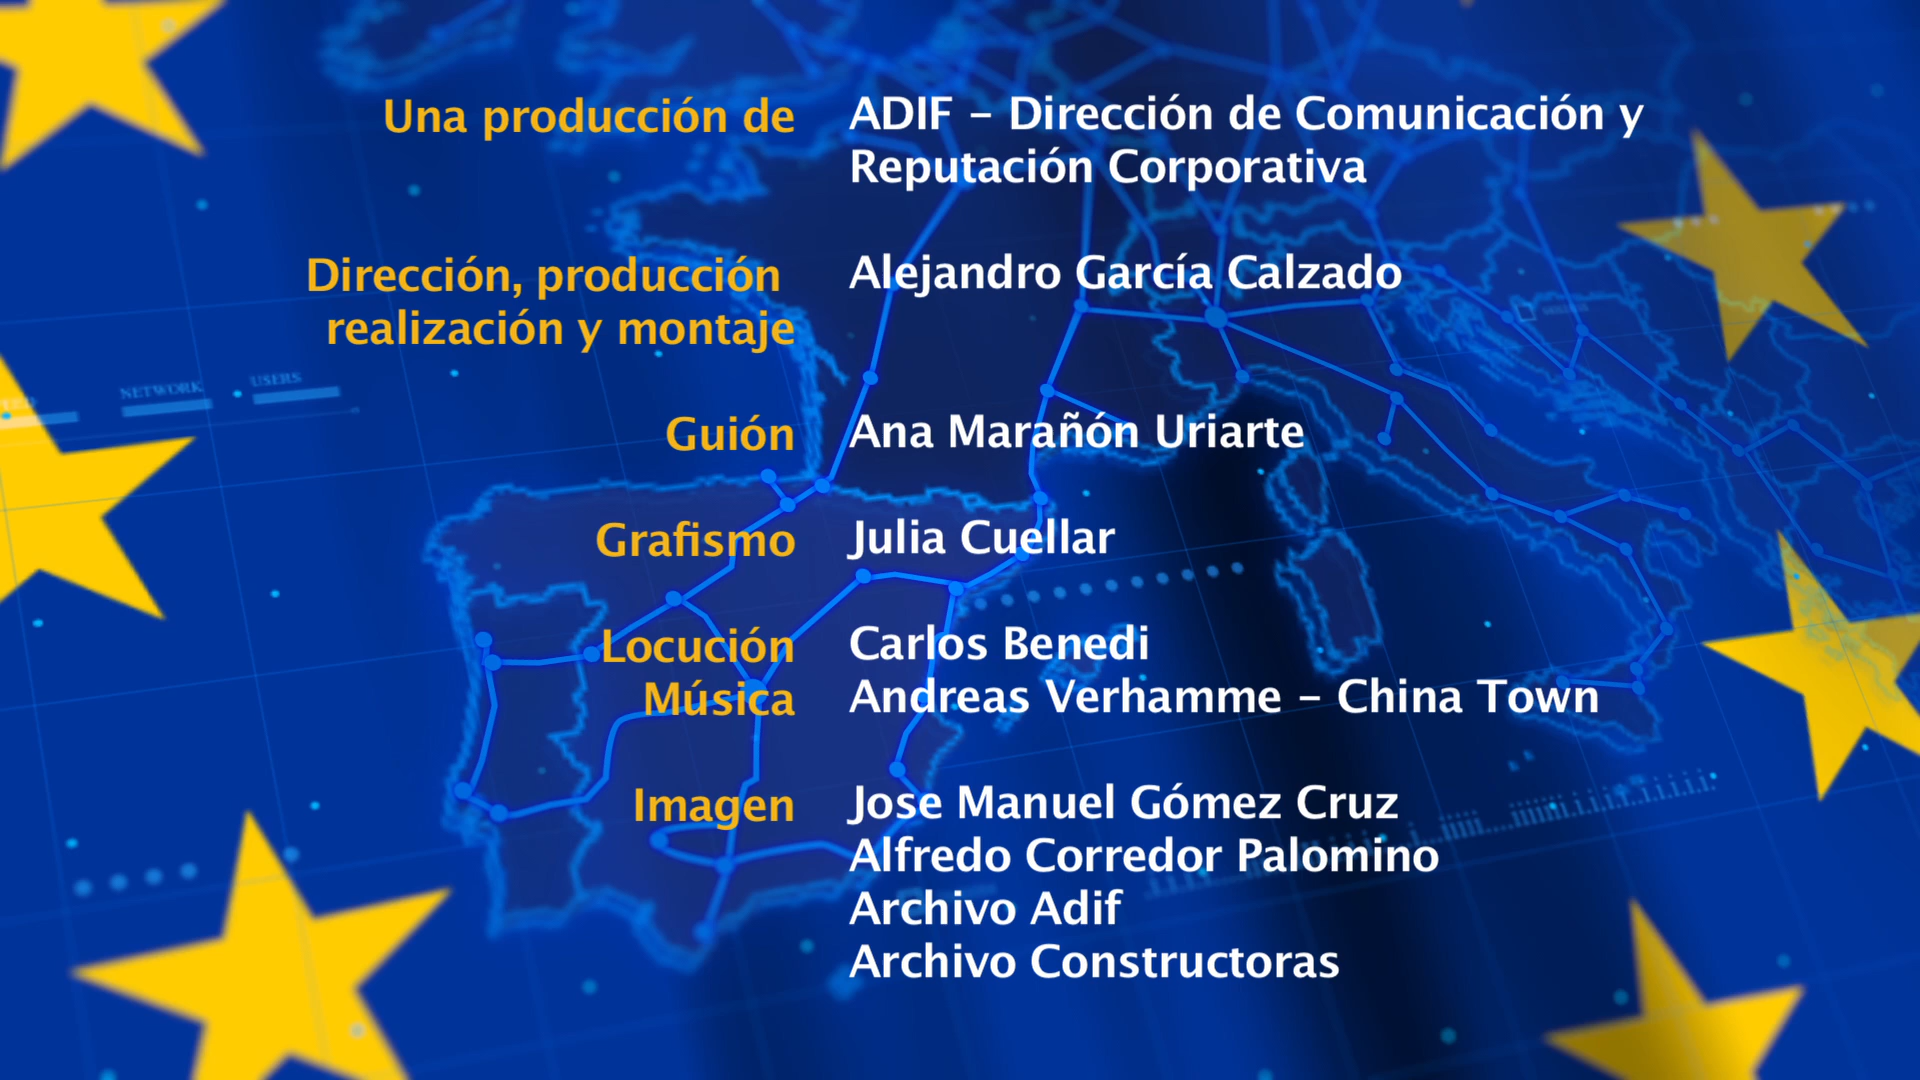 Una producción de ADIF – Dirección de Comunicación y
Reputación Corporativa
Dirección, producción Alejandro García Calzado
realización y montaje
NETWORK USERS
Guión Ana Marañón Uriarte
Grafismo Julia Cuellar
Locución Carlos Benedi
Música Andreas Verhamme – China Town
Imagen Jose Manuel Gómez Cruz
Alfredo Corredor Palomino
Archivo Adif
Archivo Constructoras